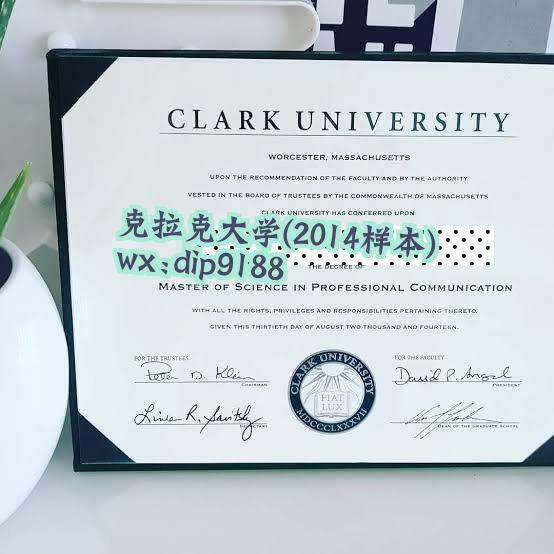 CLARK UNIVERSITY
WORCESTER, MASSACHUSETTS
UPON THE RECOMMENDATION OF THE FACULTY AND BY THE AUTHORITY
VESTED IN THE BOARD OF TRUSTEES BY THE COMMONWEALTH OF MASSACHUSETTS
CLARK UNIVERSITY HAS CONFERRED UPON
克拉克大学(2014样本)
wx:dip9188
THE DEGREE OF
MASTER OF SCIENCE IN PROFESSIONAL COMMUNICATION
WITH ALL THE RIGHTS, PRIVILEGES AND RESPONSIBILITIES PERTAINING THERETO.
GIVEN THIS THIRTIETH DAY OF AUGUST TWO THOUSAND AND FOURTEEN.
FOR THE TRUSTEES
CHAIRMAN
SECRETARY
CLARK UNIVERSITY
FIAT
LUX
MDCCCLXXXVII
FOR THE FACULTY
David P. Angel
PRESIDENT
DEAN OF THE GRADUATE SCHOOL